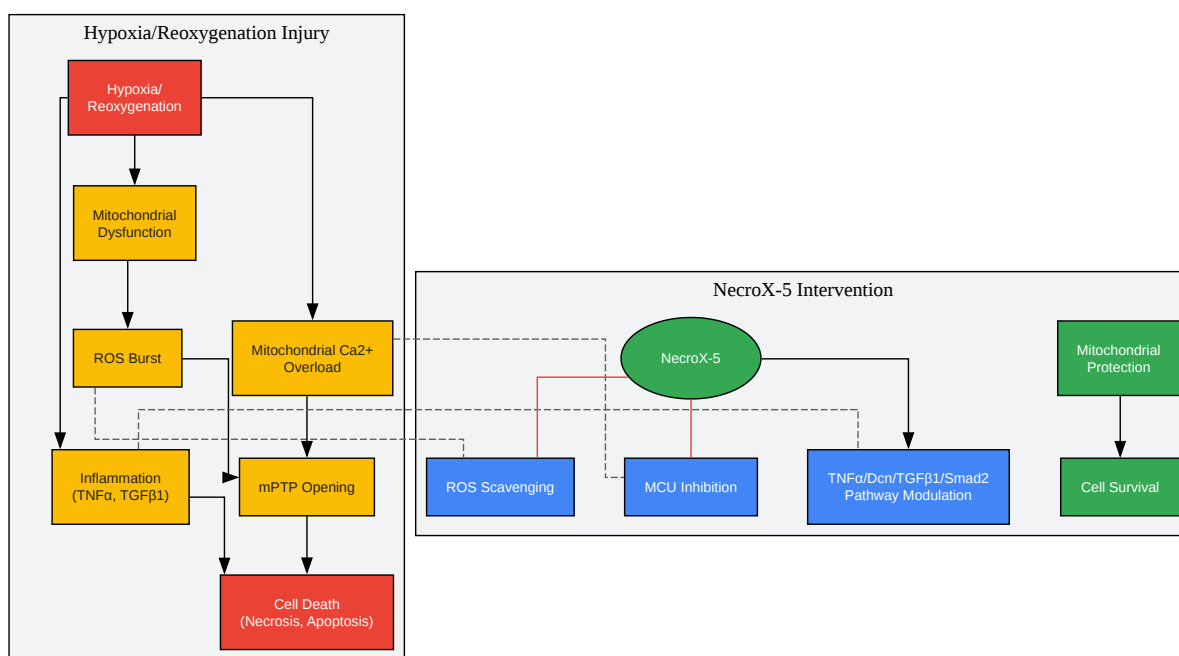 Hypoxia/Reoxygenation Injury
Hypoxia/
Reoxygenation
Mitochondrial
Dysfunction
ROS Burst
Mitochondrial Ca2+
Overload
Inflammation
(TNFα, TGFβ1)
mPTP Opening
Cell Death
(Necrosis, Apoptosis)
NecroX-5 Intervention
NecroX-5
Mitochondrial
Protection
ROS Scavenging
MCU Inhibition
TNFα/Dcn/TGFβ1/Smad2
Pathway Modulation
Cell Survival